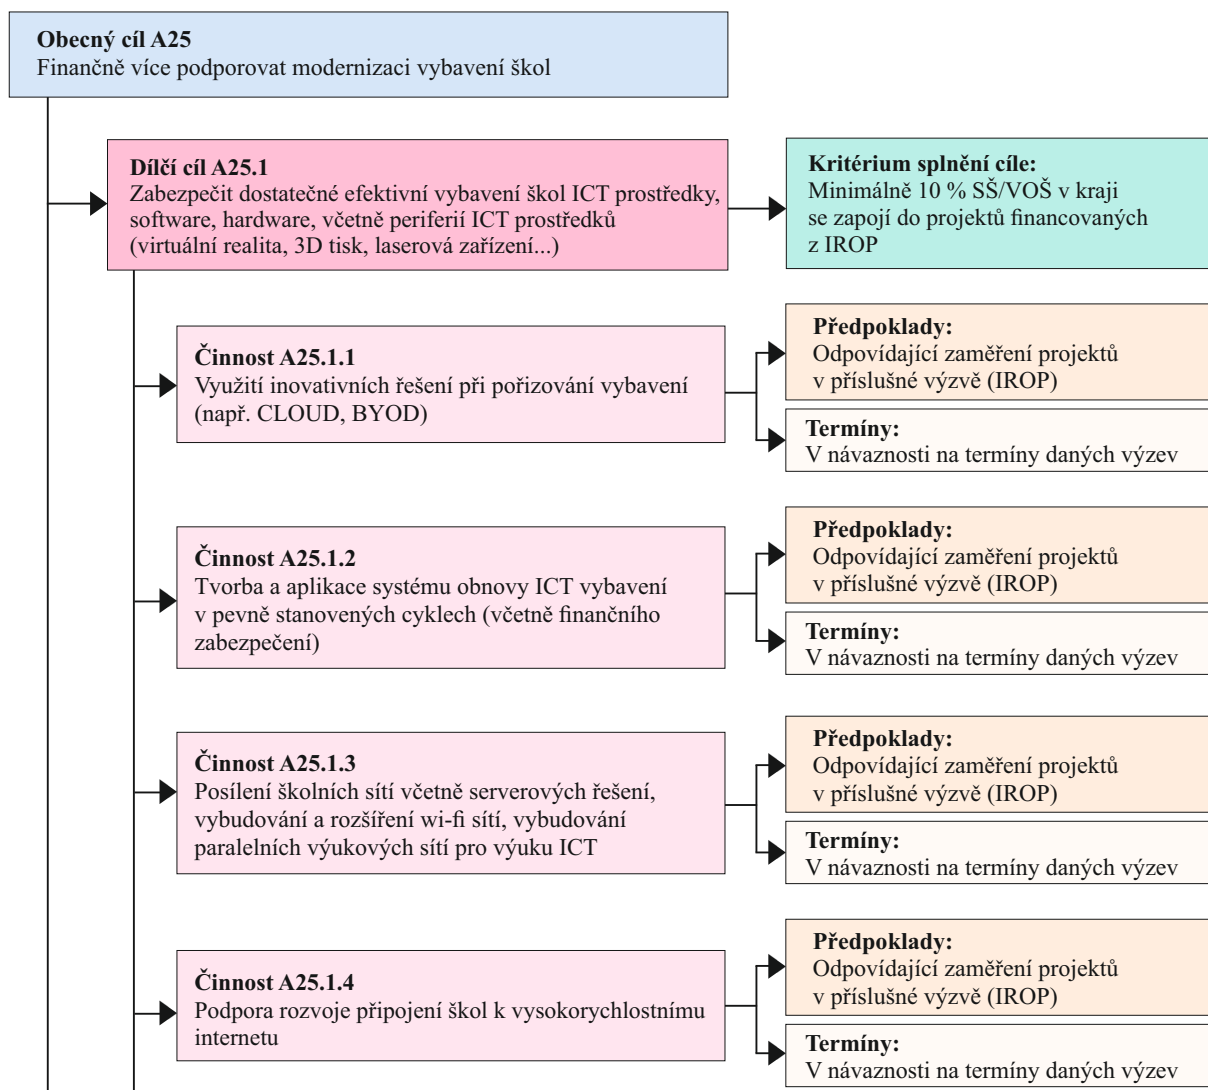 Obecný cíl A25
Finančně více podporovat modernizaci vybavení škol
Dílčí cíl A25.1
Zabezpečit dostatečné efektivní vybavení škol ICT prostředky,
software, hardware, včetně periferií ICT prostředků
(virtuální realita, 3D tisk, laserová zařízení...)
Kritérium splnění cíle:
Minimálně 10 % SŠ/VOŠ v kraji
se zapojí do projektů financovaných
z IROP
Činnost A25.1.1
Využití inovativních řešení při pořizování vybavení
(např. CLOUD, BYOD)
Předpoklady:
Odpovídající zaměření projektů
v příslušné výzvě (IROP)
Termíny:
V návaznosti na termíny daných výzev
Činnost A25.1.2
Tvorba a aplikace systému obnovy ICT vybavení
v pevně stanovených cyklech (včetně finančního
zabezpečení)
Předpoklady:
Odpovídající zaměření projektů
v příslušné výzvě (IROP)
Termíny:
V návaznosti na termíny daných výzev
Činnost A25.1.3
Posílení školních sítí včetně serverových řešení,
vybudování a rozšíření wi-fi sítí, vybudování
paralelních výukových sítí pro výuku ICT
Předpoklady:
Odpovídající zaměření projektů
v příslušné výzvě (IROP)
Termíny:
V návaznosti na termíny daných výzev
Činnost A25.1.4
Podpora rozvoje připojení škol k vysokorychlostnímu
internetu
Předpoklady:
Odpovídající zaměření projektů
v příslušné výzvě (IROP)
Termíny:
V návaznosti na termíny daných výzev